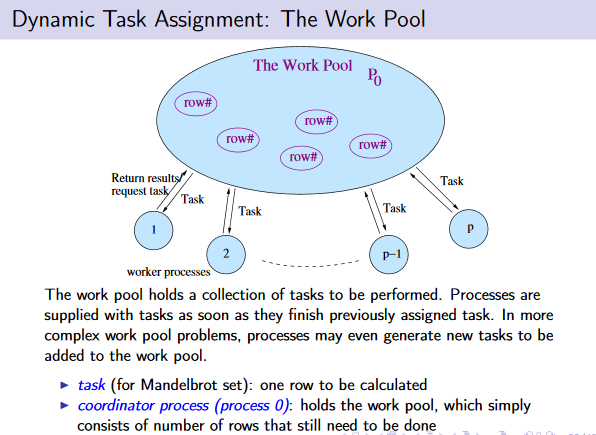 Dynamic Task Assignment: The Work Pool
The Work Pool
P0
row#
row#
row#
row#
row#
Return results/
request task
Task
Task
Task
Task
1
2
p−1
p
worker processes
The work pool holds a collection of tasks to be performed. Processes are
supplied with tasks as soon as they finish previously assigned task. In more
complex work pool problems, processes may even generate new tasks to be
added to the work pool.
task (for Mandelbrot set): one row to be calculated
coordinator process (process 0): holds the work pool, which simply
consists of number of rows that still need to be done